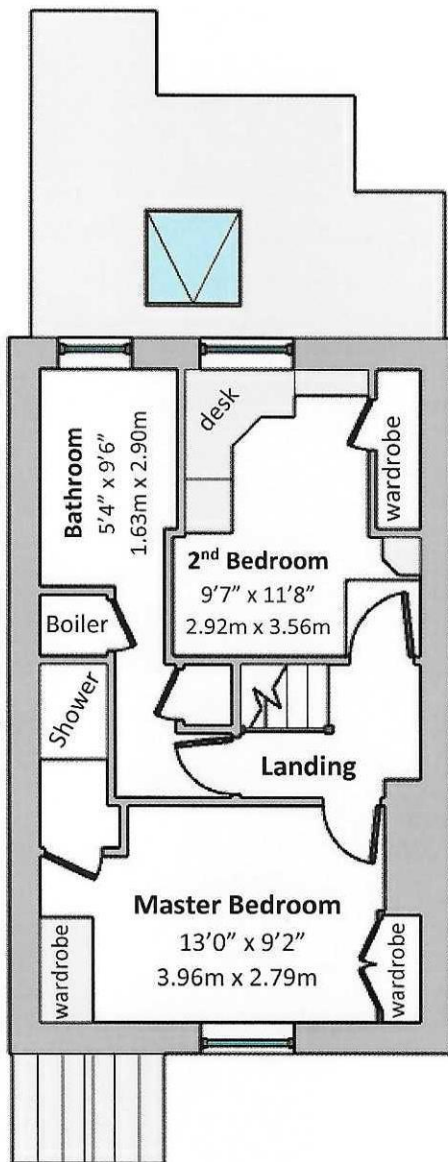 Bathroom
5'4" x 9'6"
1.63m x 2.90m
desk
wardrobe
2nd Bedroom
9'7" x 11'8"
2.92m x 3.56m
Boiler
Shower
Landing
Master Bedroom
13'0" x 9'2"
3.96m x 2.79m
wardrobe
wardrobe